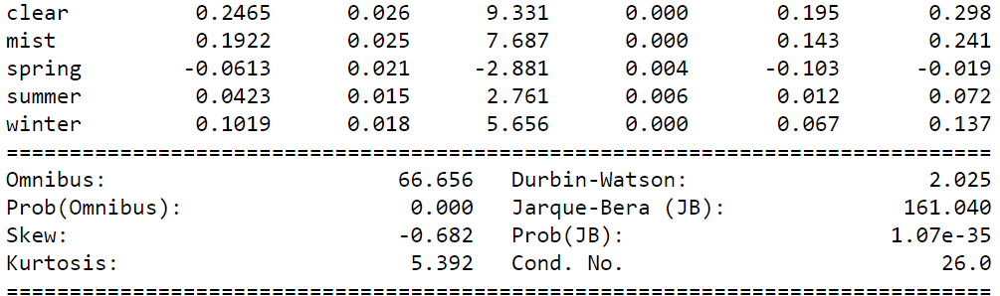 clear 0.2465 0.026 9.331 0.000 0.195 0.298
mist 0.1922 0.025 7.687 0.000 0.143 0.241
spring -0.0613 0.021 -2.881 0.004 -0.103 -0.019
summer 0.0423 0.015 2.761 0.006 0.012 0.072
winter 0.1019 0.018 5.656 0.000 0.067 0.137
==============================================================================
Omnibus: 66.656 Durbin-Watson: 2.025
Prob(Omnibus): 0.000 Jarque-Bera (JB): 161.040
Skew: -0.682 Prob(JB): 1.07e-35
Kurtosis: 5.392 Cond. No. 26.0
==============================================================================